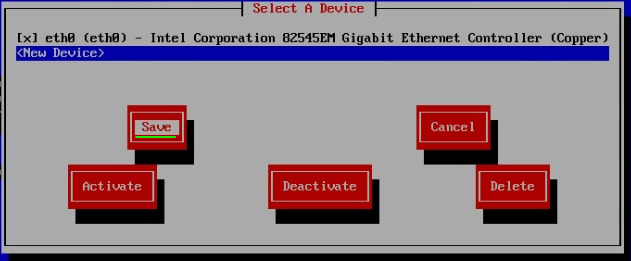 Select A Device
[x] eth0 (eth0) - Intel Corporation 82545EM Gigabit Ethernet Controller (Copper)
<New Device>
Save Cancel
Activate Deactivate Delete